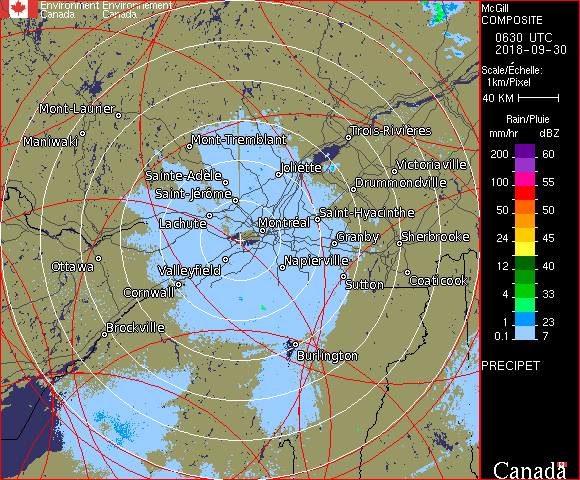 Environment Environnement
Canada Canada
McGill
COMPOSITE
0630 UTC
2018-09-30
Scale/Échelle:
1km/Pixel
40 KM
Rain/Pluie
mm/hr dBZ
200 60
60
100 55
50 50
24 45
12 40
4 33
1 23
0.1 7
PRECIPET
Canada
Mont-Laurier
Maniwaki
Mont-Tremblant
Trois-Rivières
Victoriaville
Sainte-Adèle
Joliette
Drummondville
Saint-Jérôme
Lachute
Saint-Hyacinthe
Montréal
Granby
Sherbrooke
Ottawa
Valleyfield
Napierville
Cornwall
Sutton
Coaticook
Brockville
Burlington